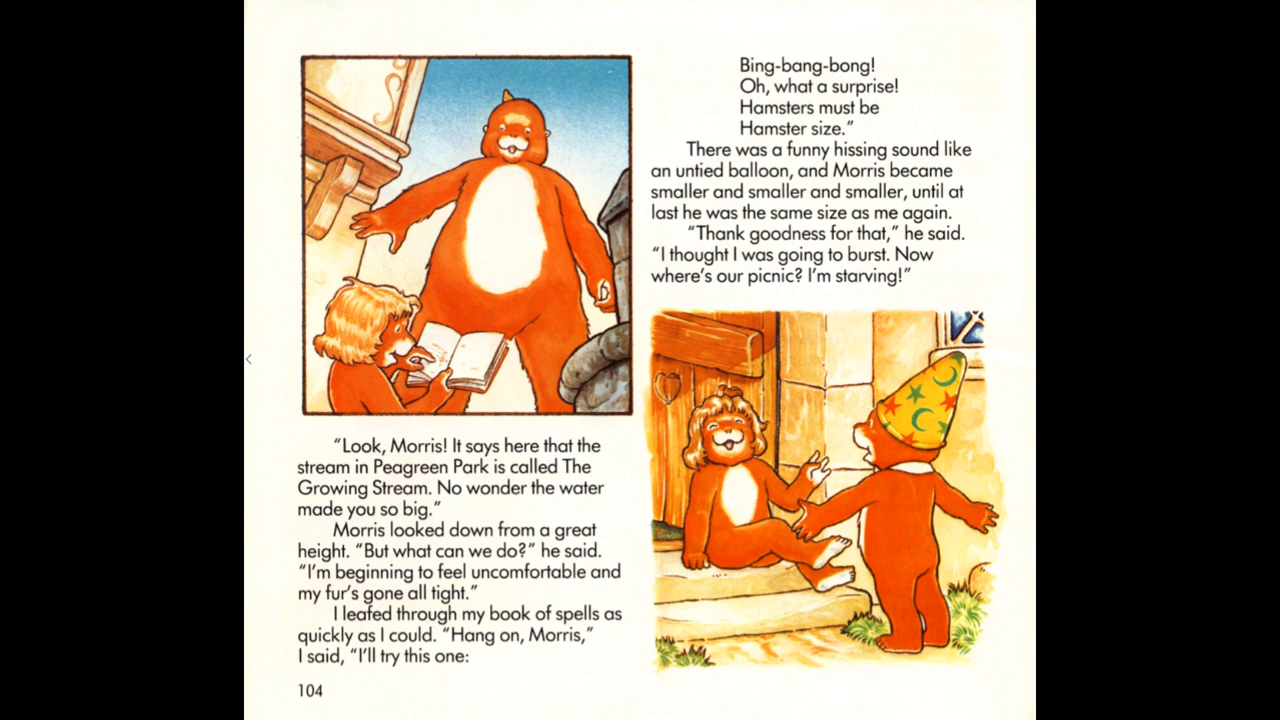 “Look, Morris! It says here that the
stream in Peagreen Park is called The
Growing Stream. No wonder the water
made you so big.”
Morris looked down from a great
height. “But what can we do?” he said.
“I’m beginning to feel uncomfortable and
my fur’s gone all tight.”
I leafed through my book of spells as
quickly as I could. “Hang on, Morris,”
I said, “I’ll try this one:
104
Bing-bang-bong!
Oh, what a surprise!
Hamsters must be
Hamster size.”
There was a funny hissing sound like
an untied balloon, and Morris became
smaller and smaller and smaller, until at
last he was the same size as me again.
“Thank goodness for that,” he said.
“I thought I was going to burst. Now
where’s our picnic? I’m starving!”